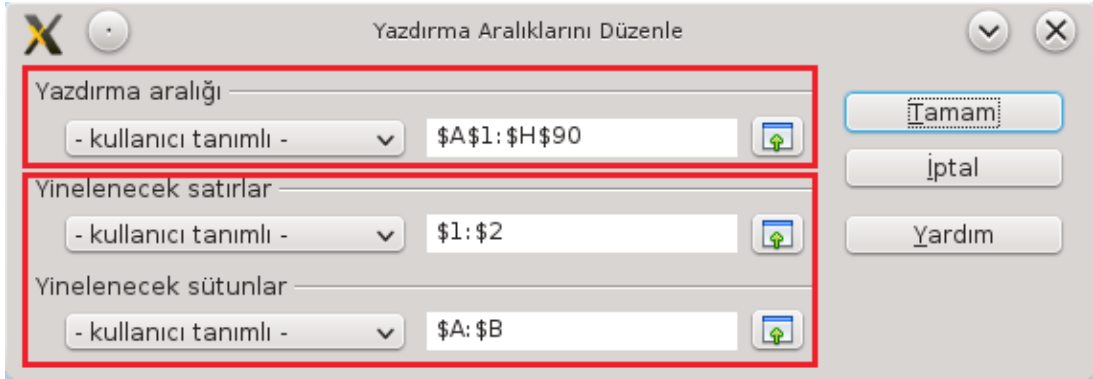 Yazdırma Aralıklarını Düzenle
Yazdırma aralığı
- kullanıcı tanımlı -
$A$1:$H$90
Yinelenecek satırlar
- kullanıcı tanımlı -
$1:$2
Yinelenecek sütunlar
- kullanıcı tanımlı -
$A:$B
Tamam
İptal
Yardım